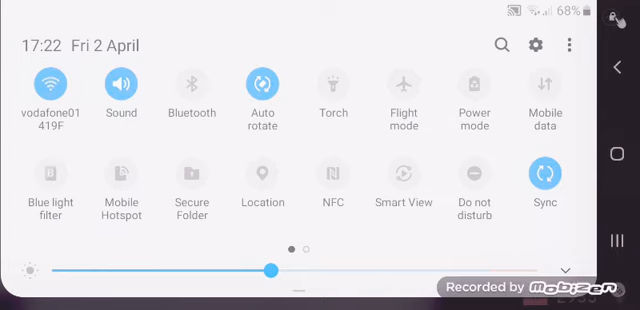 68%
17:22 Fri 2 April
vodafone01 419F
Sound
Bluetooth
Auto rotate
Torch
Flight mode
Power mode
Mobile data
Blue light filter
Mobile Hotspot
Secure Folder
Location
NFC
Smart View
Do not disturb
Sync
Recorded by MOBIZEN